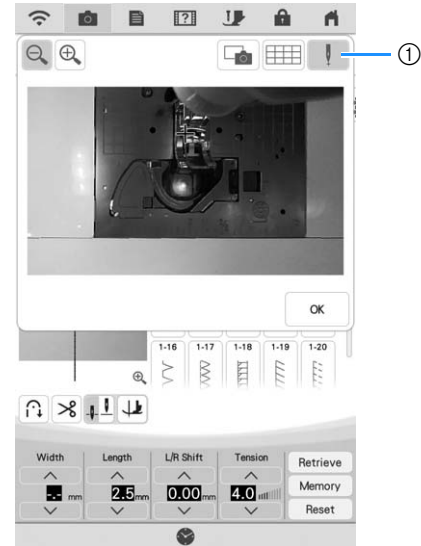 ①
OK
1-16 1-17 1-18 1-19 1-20
Width Length L/R Shift Tension
-.- mm 2.5 mm 0.00 mm 4.0
Retrieve
Memory
Reset